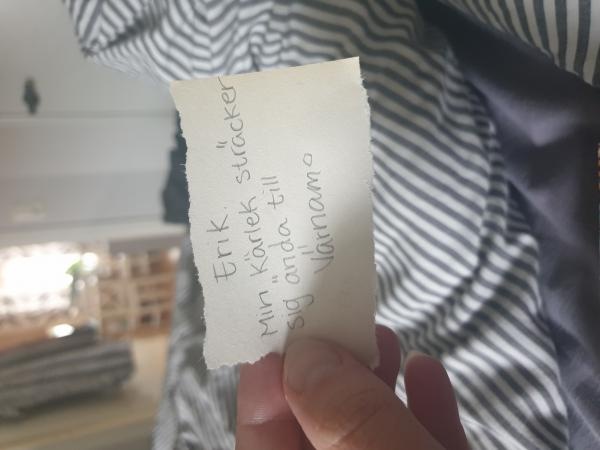 Erik.
Min Kärlek sträcker
sig ända till
Värnamo